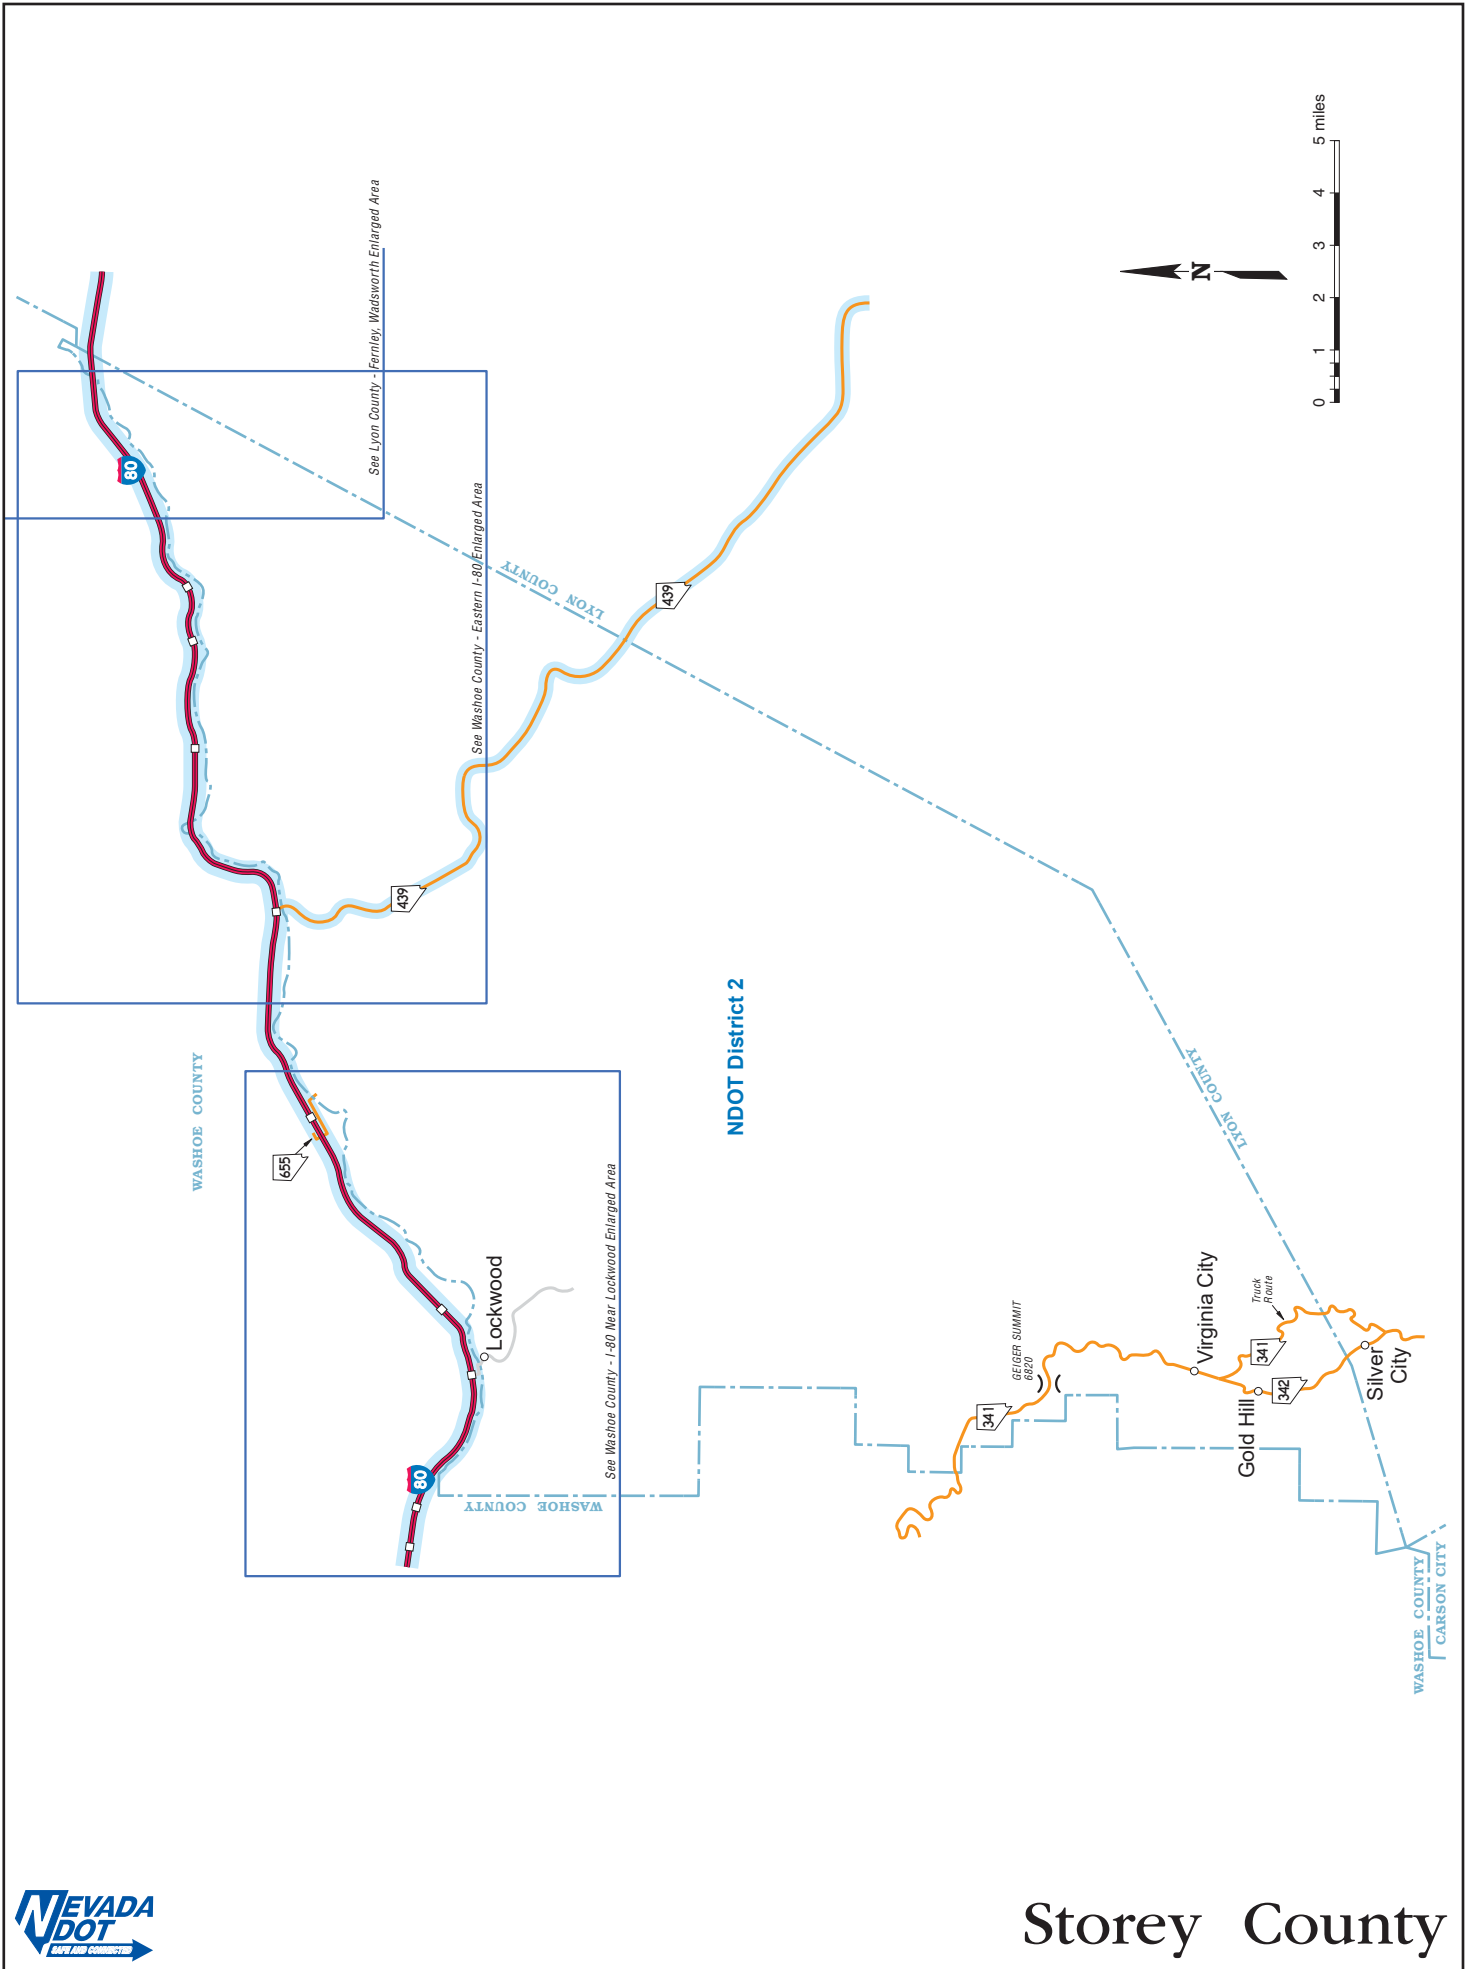 See Lyon County - Fernley, Wadsworth Enlarged Area
0 1 2 3 4 5 miles
N
80
See Washoe County - Eastern I-80 Enlarged Area
LYON COUNTY
439
439
WASHOE COUNTY
NDOT District 2
655
Lockwood
See Washoe County - I-80 Near Lockwood Enlarged Area
80
WASHOE COUNTY
LYON COUNTY
GEIGER SUMMIT
6820
341
Virginia City
Truck
Route
341
342
Gold Hill
Silver
City
WASHOE COUNTY
CARSON CITY
NEVADA
DOT
SAFE AND CONNECTED
Storey County